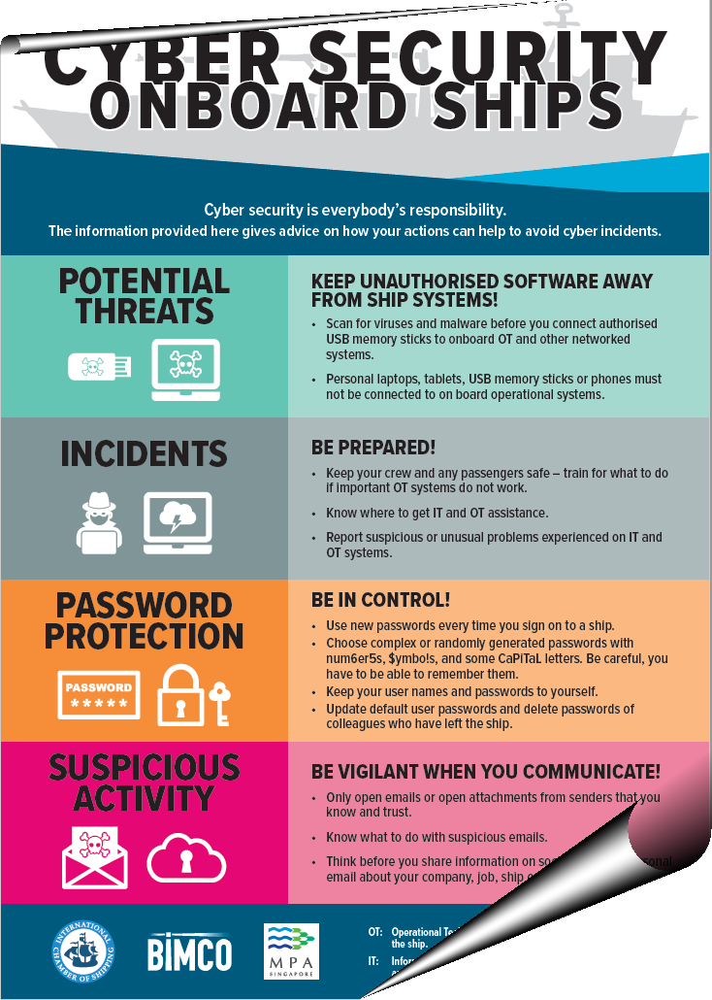 CYBER SECURITY
ONBOARD SHIPS
Cyber security is everybody's responsibility.
The information provided here gives advice on how your actions can help to avoid cyber incidents.
POTENTIAL
THREATS
KEEP UNAUTHORISED SOFTWARE AWAY
FROM SHIP SYSTEMS!
• Scan for viruses and malware before you connect authorised
USB memory sticks to onboard OT and other networked
systems.
• Personal laptops, tablets, USB memory sticks or phones must
not be connected to on board operational systems.
INCIDENTS
BE PREPARED!
• Keep your crew and any passengers safe – train for what to do
if important OT systems do not work.
• Know where to get IT and OT assistance.
• Report suspicious or unusual problems experienced on IT and
OT systems.
PASSWORD
PROTECTION
PASSWORD
*****
BE IN CONTROL!
• Use new passwords every time you sign on to a ship.
• Choose complex or randomly generated passwords with
num6er5s, $ymbo!s, and some CaPiTaL letters. Be careful, you
have to be able to remember them.
• Keep your user names and passwords to yourself.
• Update default user passwords and delete passwords of
colleagues who have left the ship.
SUSPICIOUS
ACTIVITY
BE VIGILANT WHEN YOU COMMUNICATE!
• Only open emails or open attachments from senders that you
know and trust.
• Know what to do with suspicious emails.
• Think before you share information on
email about your company, job, ship
INTERNATIONAL
CHAMBER OF SHIPPING
BIMCO
MPA
SINGAPORE
OT: Operational
the ship.
IT: